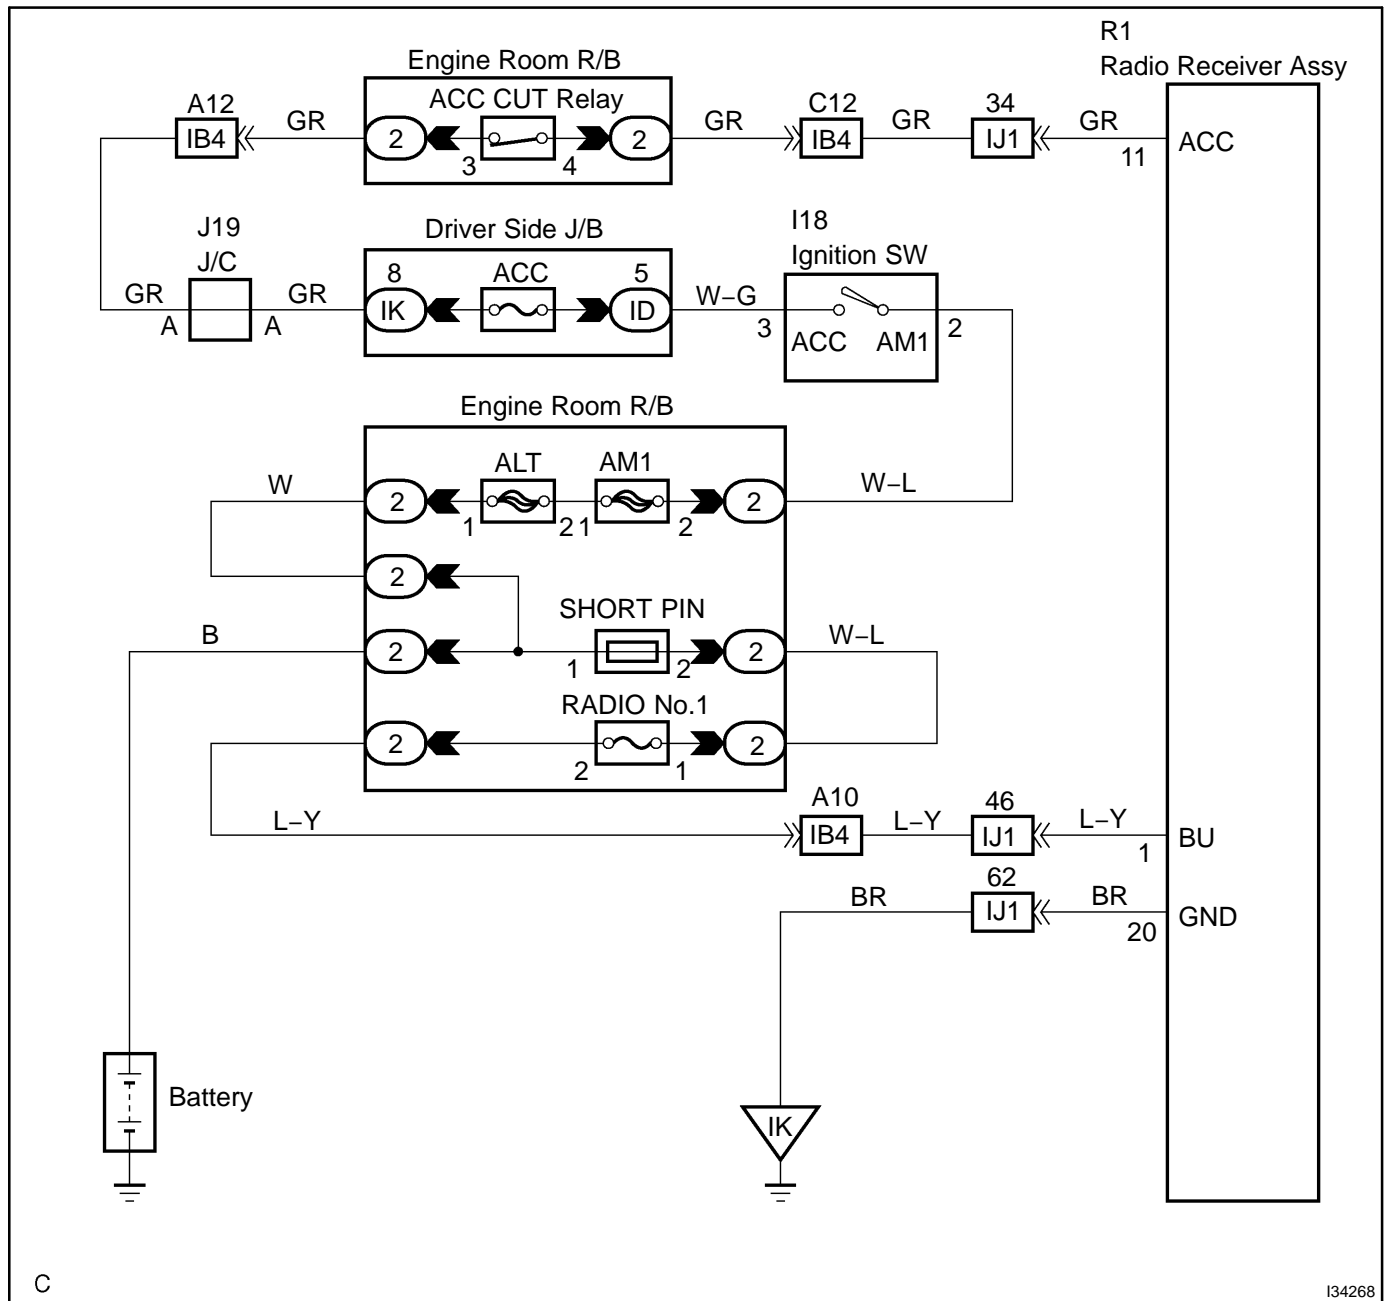 R1
Engine Room R/B
Radio Receiver Assy
A12
ACC CUT Relay
C12
34
GR
GR
GR
GR
IB4
2
2
IB4
IJ1
ACC
3
4
11
J19
Driver Side J/B
I18
J/C
Ignition SW
8
ACC
5
GR
GR
W–G
IK
ID
A
A
3
ACC
AM1
2
Engine Room R/B
ALT
AM1
W
W–L
2
2
1
2
1
2
2
SHORT PIN
B
W–L
2
2
1
2
RADIO No.1
2
2
2
1
A10
46
L–Y
L–Y
L–Y
IB4
IJ1
BU
1
62
BR
BR
IJ1
GND
20
Battery
IK
C
I34268